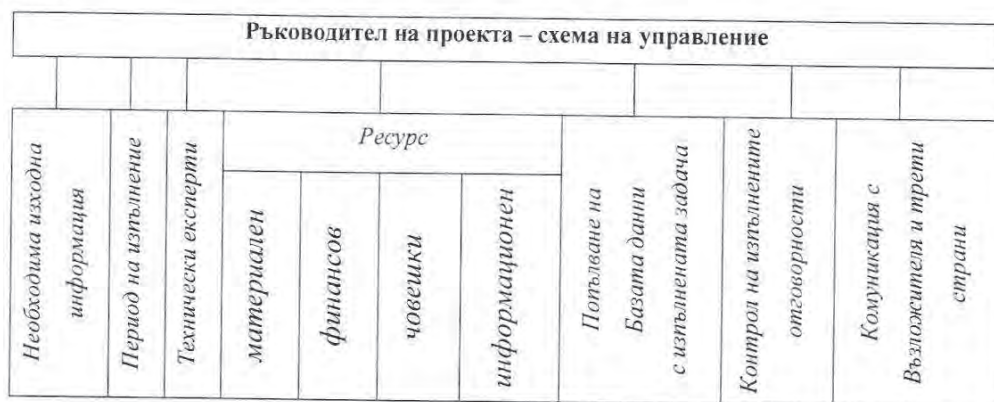 Ръководител на проекта – схема на управление
Необходима изходна
информация
Период на изпълнение
Технически експерти
Ресурс
материален
финансов
човешки
информационен
Попълване на
Базата данни
с изпълнената задача
Контрол на изпълнените
отговорности
Комуникация с
Възложителя и трети
страни